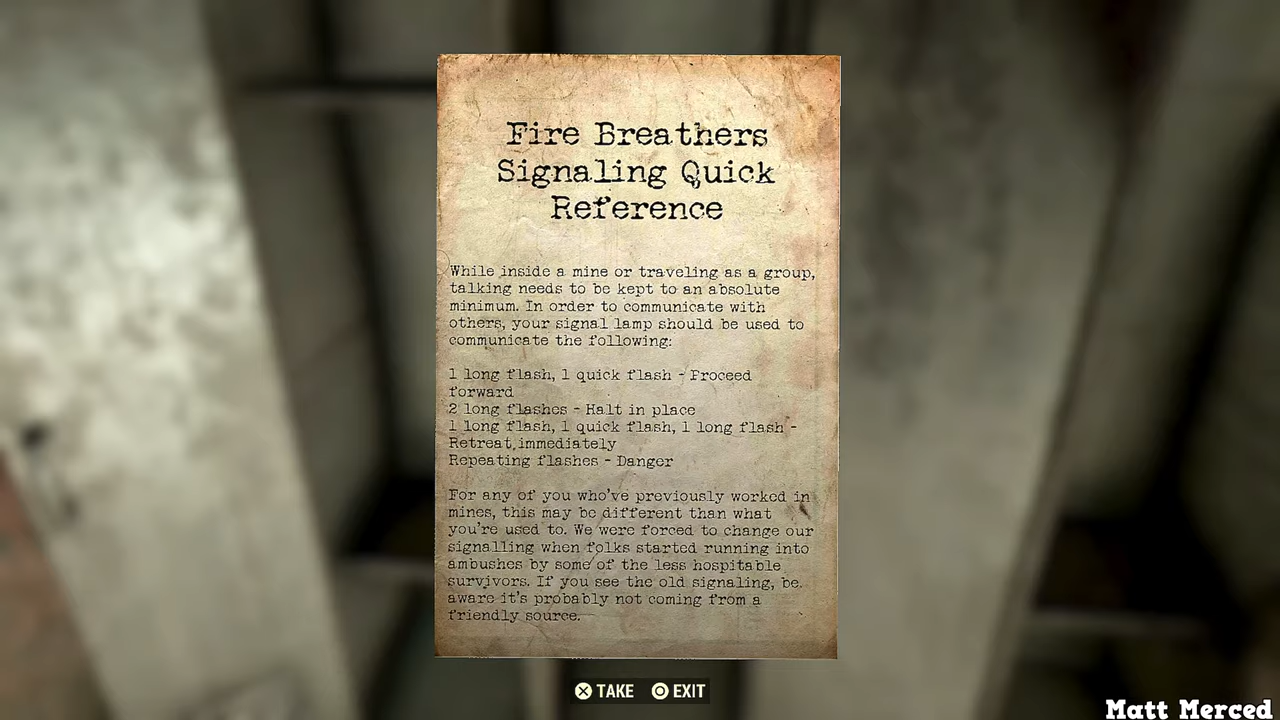 Fire Breathers
Signaling Quick
Reference
While inside a mine or traveling as a group,
talking needs to be kept to an absolute
minimum. In order to communicate with
others, your signal lamp should be used to
communicate the following:
1 long flash, 1 quick flash - Proceed
forward
2 long flashes - Halt in place
1 long flash, 1 quick flash, 1 long flash -
Retreat immediately
Repeating flashes - Danger
For any of you who've previously worked in
mines, this may be different than what
you're used to. We were forced to change our
signalling when folks started running into
ambushes by some of the less hospitable
survivors. If you see the old signaling, be
aware it's probably not coming from a
friendly source.
TAKE EXIT
Matt Merced